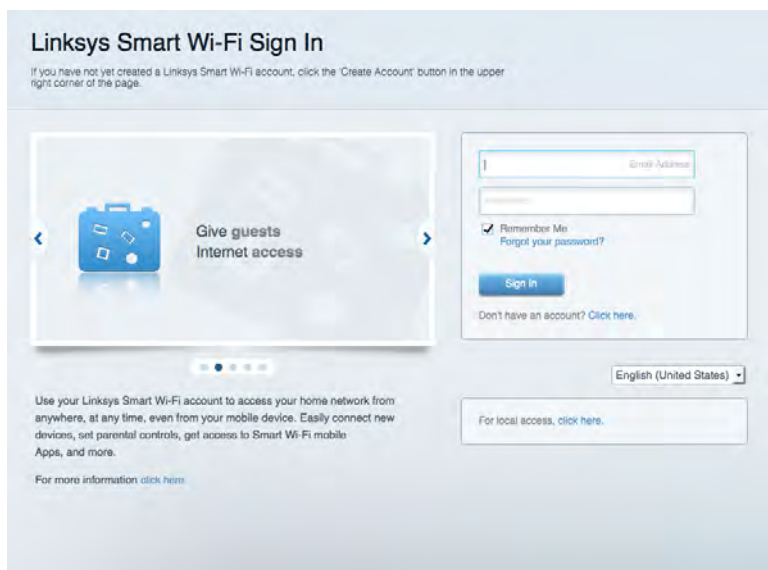 Linksys Smart Wi-Fi Sign In
If you have not yet created a Linksys Smart Wi-Fi account, click the 'Create Account' button in the upper
right corner of the page.
Give guests
Internet access
Email Address
Remember Me
Forgot your password?
Sign In
Don't have an account? Click here.
English (United States)
Use your Linksys Smart Wi-Fi account to access your home network from
anywhere, at any time, even from your mobile device. Easily connect new
devices, set parental controls, get access to Smart Wi-Fi mobile
Apps, and more.
For local access, click here.
For more information click here.